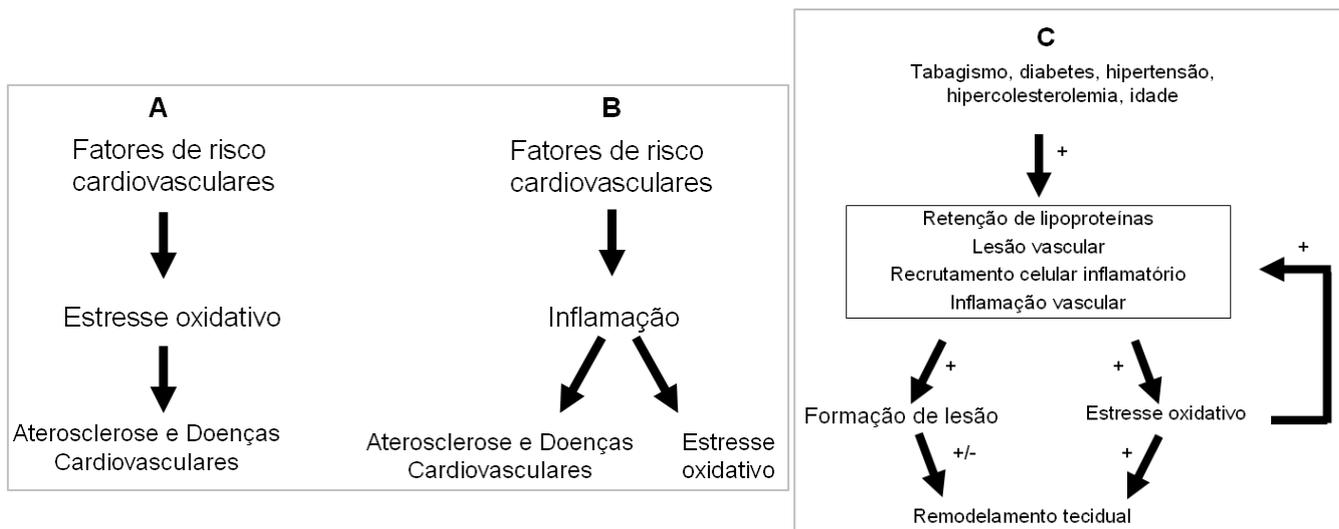 A
Fatores de risco
cardiovasculares
Estresse oxidativo
Aterosclerose e Doenças
Cardiovasculares
B
Fatores de risco
cardiovasculares
Inflamação
Aterosclerose e Doenças
Cardiovasculares
Estresse
oxidativo
C
Tabagismo, diabetes, hipertensão,
hipercolesterolemia, idade
+
Retenção de lipoproteínas
Lesão vascular
Recrutamento celular inflamatório
Inflamação vascular
+
+
+
Formação de lesão
Estresse oxidativo
+/-
+
Remodelamento tecidual